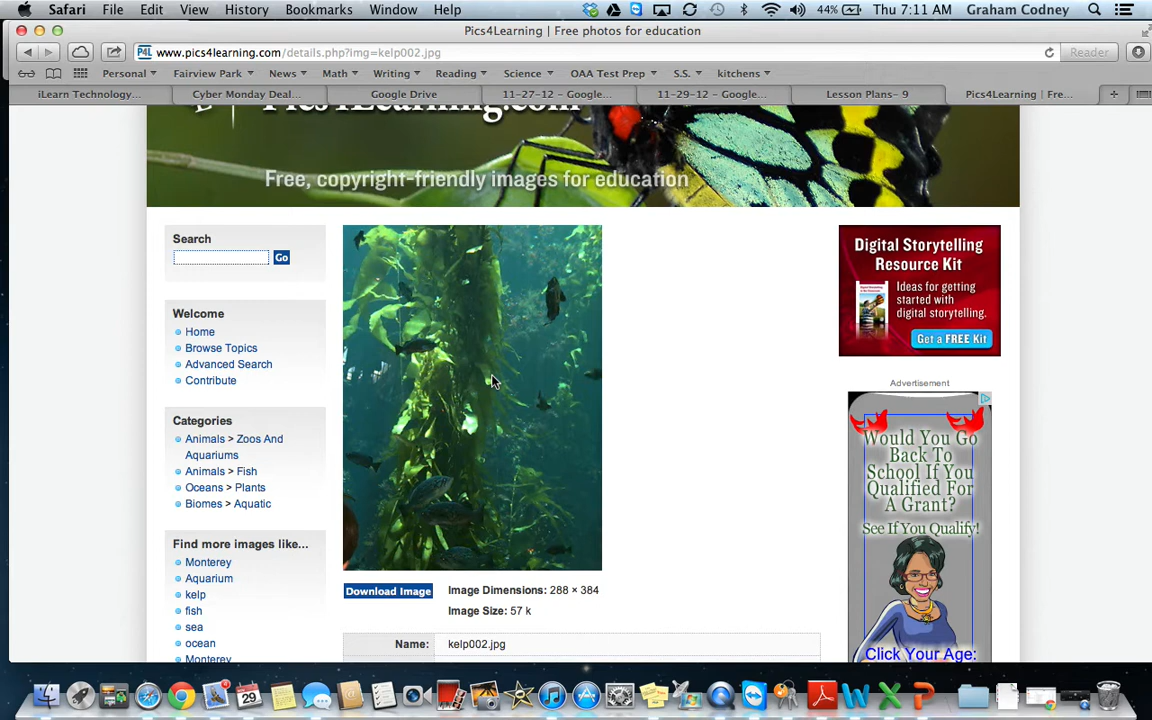 Safari File Edit View History Bookmarks Window Help 44% Thu 7:11 AM Graham Codney
Pics4Learning | Free photos for education
P4L www.pics4learning.com/details.php?img=kelp002.jpg Reader
Personal Fairview Park News Math Writing Reading Science OAA Test Prep S.S. kitchens
iLearn Technology... Cyber Monday Deal... Google Drive 11-27-12 – Google... 11-29-12 – Google... Lesson Plans- 9 Pics4Learning | Fre...
Pics4Learning.com
Free, copyright-friendly images for education
Search
Go
Welcome
Home
Browse Topics
Advanced Search
Contribute
Categories
Animals > Zoos And
Aquariums
Animals > Fish
Oceans > Plants
Biomes > Aquatic
Find more images like...
Monterey
Aquarium
kelp
fish
sea
ocean
Monterey
Download Image
Image Dimensions: 288 × 384
Image Size: 57 k
Name: kelp002.jpg
Digital Storytelling
Resource Kit
Ideas for getting
started with
digital storytelling.
Get a FREE Kit
Advertisement
Would You Go
Back To
School If You
Qualified For
A Grant?
See If You Qualify!
Click Your Age:
29